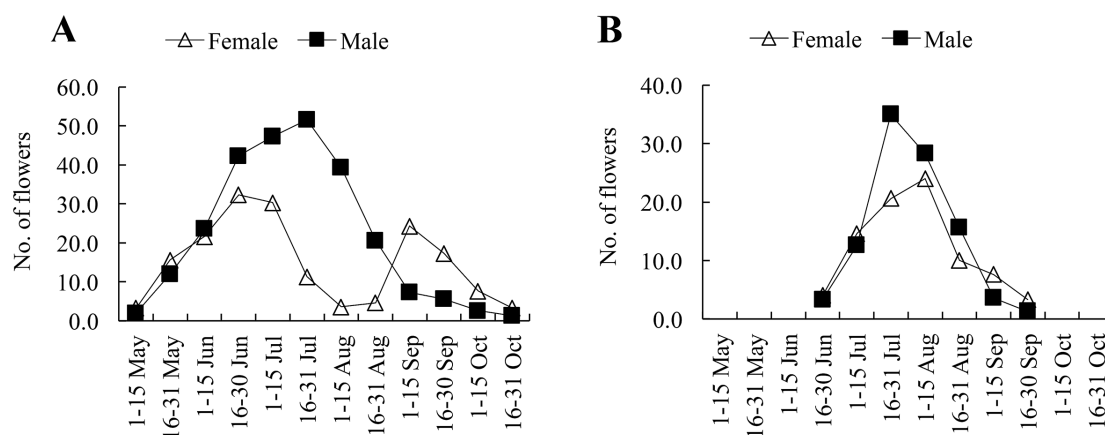 A
Female Male
No. of flowers
60.0
50.0
40.0
30.0
20.0
10.0
0.0
1-15 May
16-31 May
1-15 Jun
16-30 Jun
1-15 Jul
16-31 Jul
1-15 Aug
16-31 Aug
1-15 Sep
16-30 Sep
1-15 Oct
16-31 Oct
B
Female Male
No. of flowers
40.0
30.0
20.0
10.0
0.0
1-15 May
16-31 May
1-15 Jun
16-30 Jun
1-15 Jul
16-31 Jul
1-15 Aug
16-31 Aug
1-15 Sep
16-30 Sep
1-15 Oct
16-31 Oct